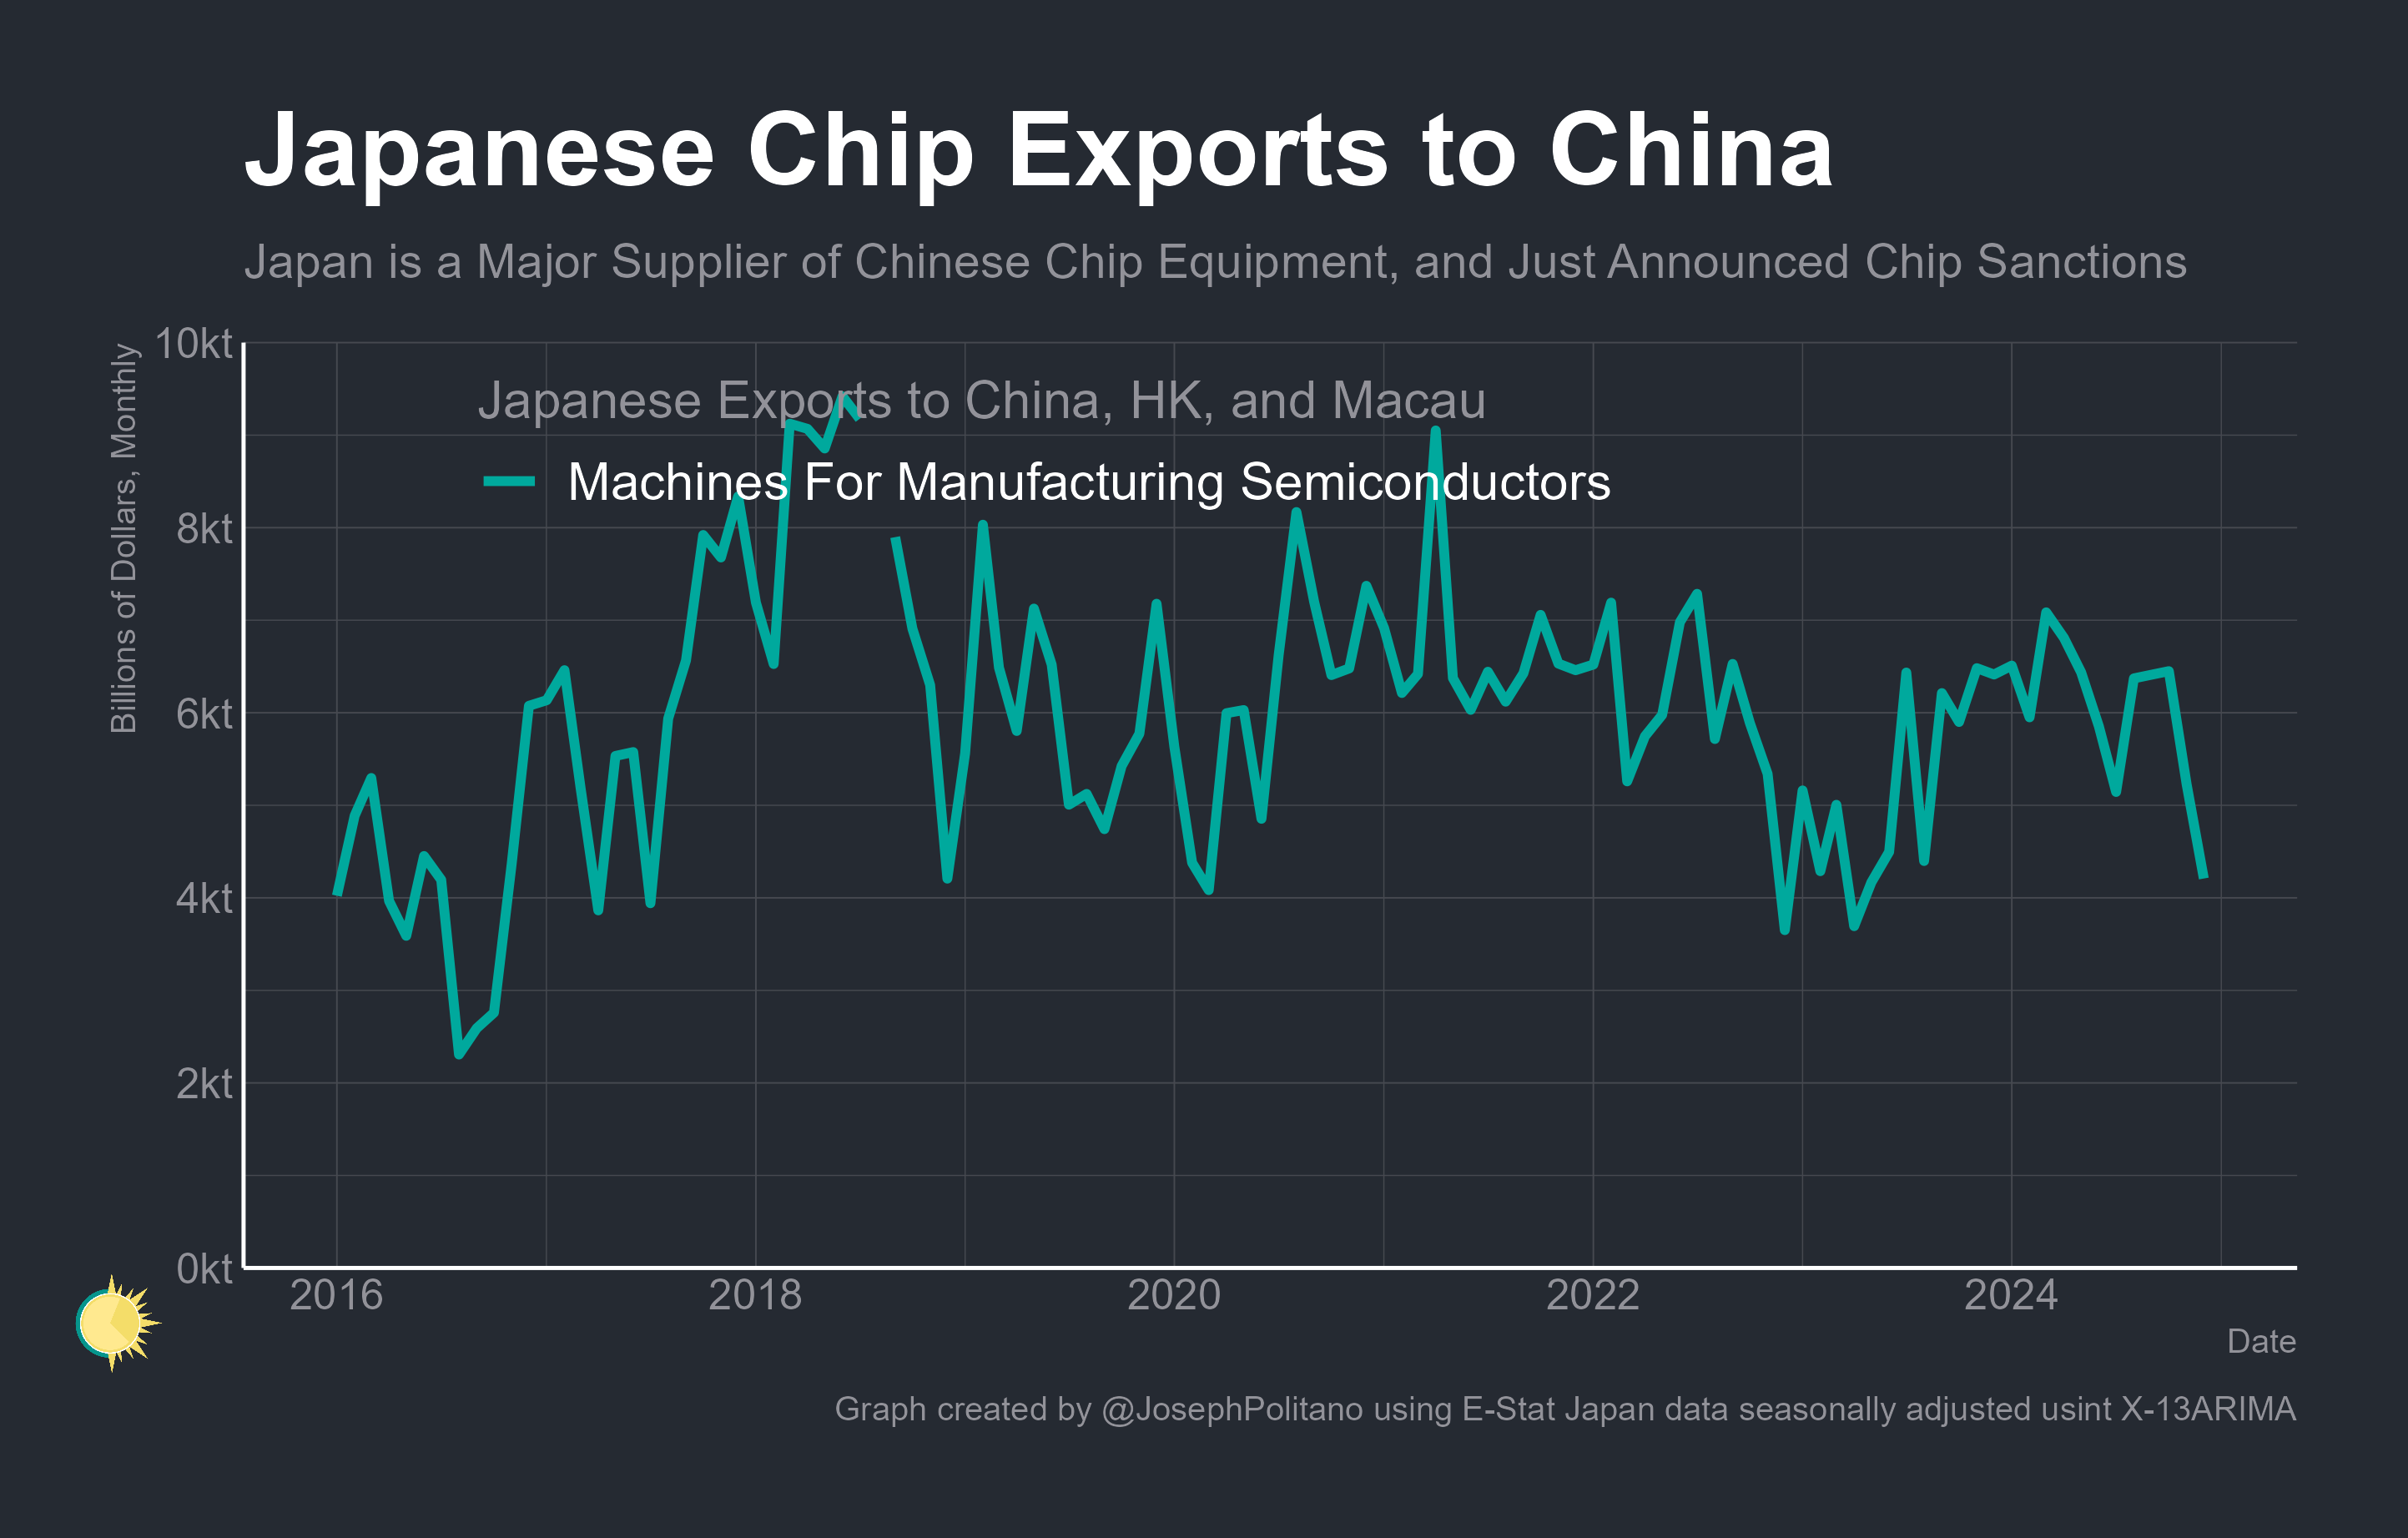 Japanese Chip Exports to China
Japan is a Major Supplier of Chinese Chip Equipment, and Just Announced Chip Sanctions
Billions of Dollars, Monthly
10kt
8kt
6kt
4kt
2kt
0kt
Japanese Exports to China, HK, and Macau
Machines For Manufacturing Semiconductors
2016 2018 2020 2022 2024
Date
Graph created by @JosephPolitano using E-Stat Japan data seasonally adjusted usint X-13ARIMA